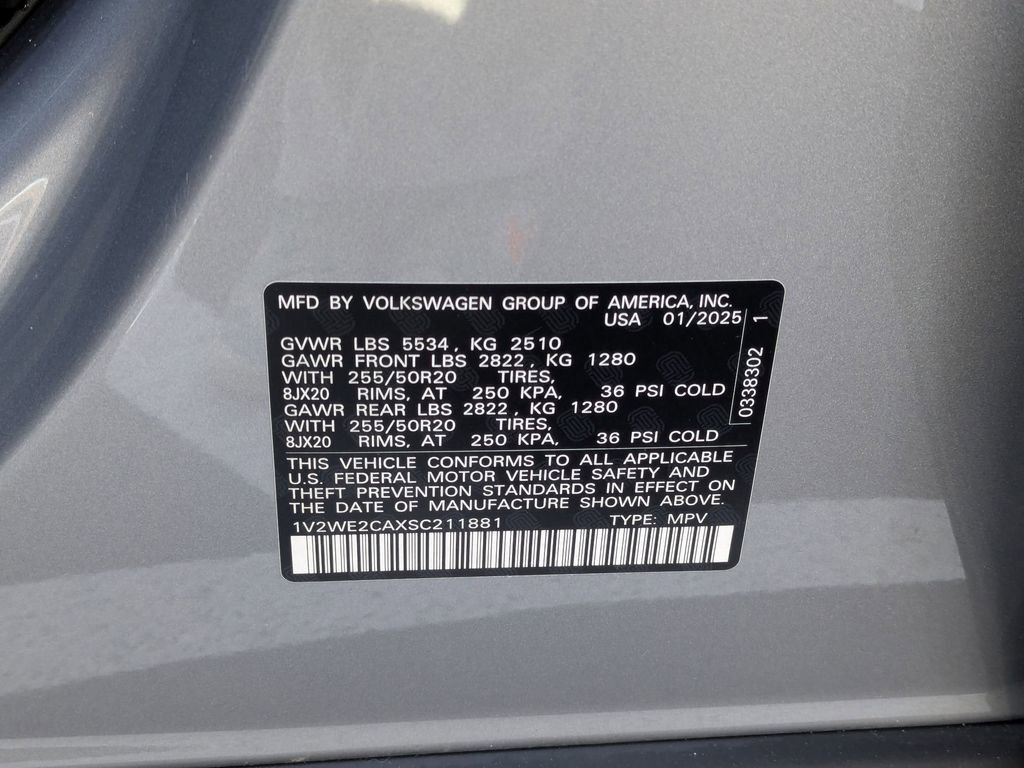 MFD BY VOLKSWAGEN GROUP OF AMERICA, INC.
USA 01/2025
GVWR LBS 5534, KG 2510
GAWR FRONT LBS 2822, KG 1280
WITH 255/50R20 TIRES,
8JX20 RIMS, AT 250 KPA, 36 PSI COLD
GAWR REAR LBS 2822, KG 1280
WITH 255/50R20 TIRES,
8JX20 RIMS, AT 250 KPA, 36 PSI COLD
THIS VEHICLE CONFORMS TO ALL APPLICABLE
U.S. FEDERAL MOTOR VEHICLE SAFETY AND
THEFT PREVENTION STANDARDS IN EFFECT ON
THE DATE OF MANUFACTURE SHOWN ABOVE.
1V2WE2CAXSC211881 TYPE: MPV
0338302 1